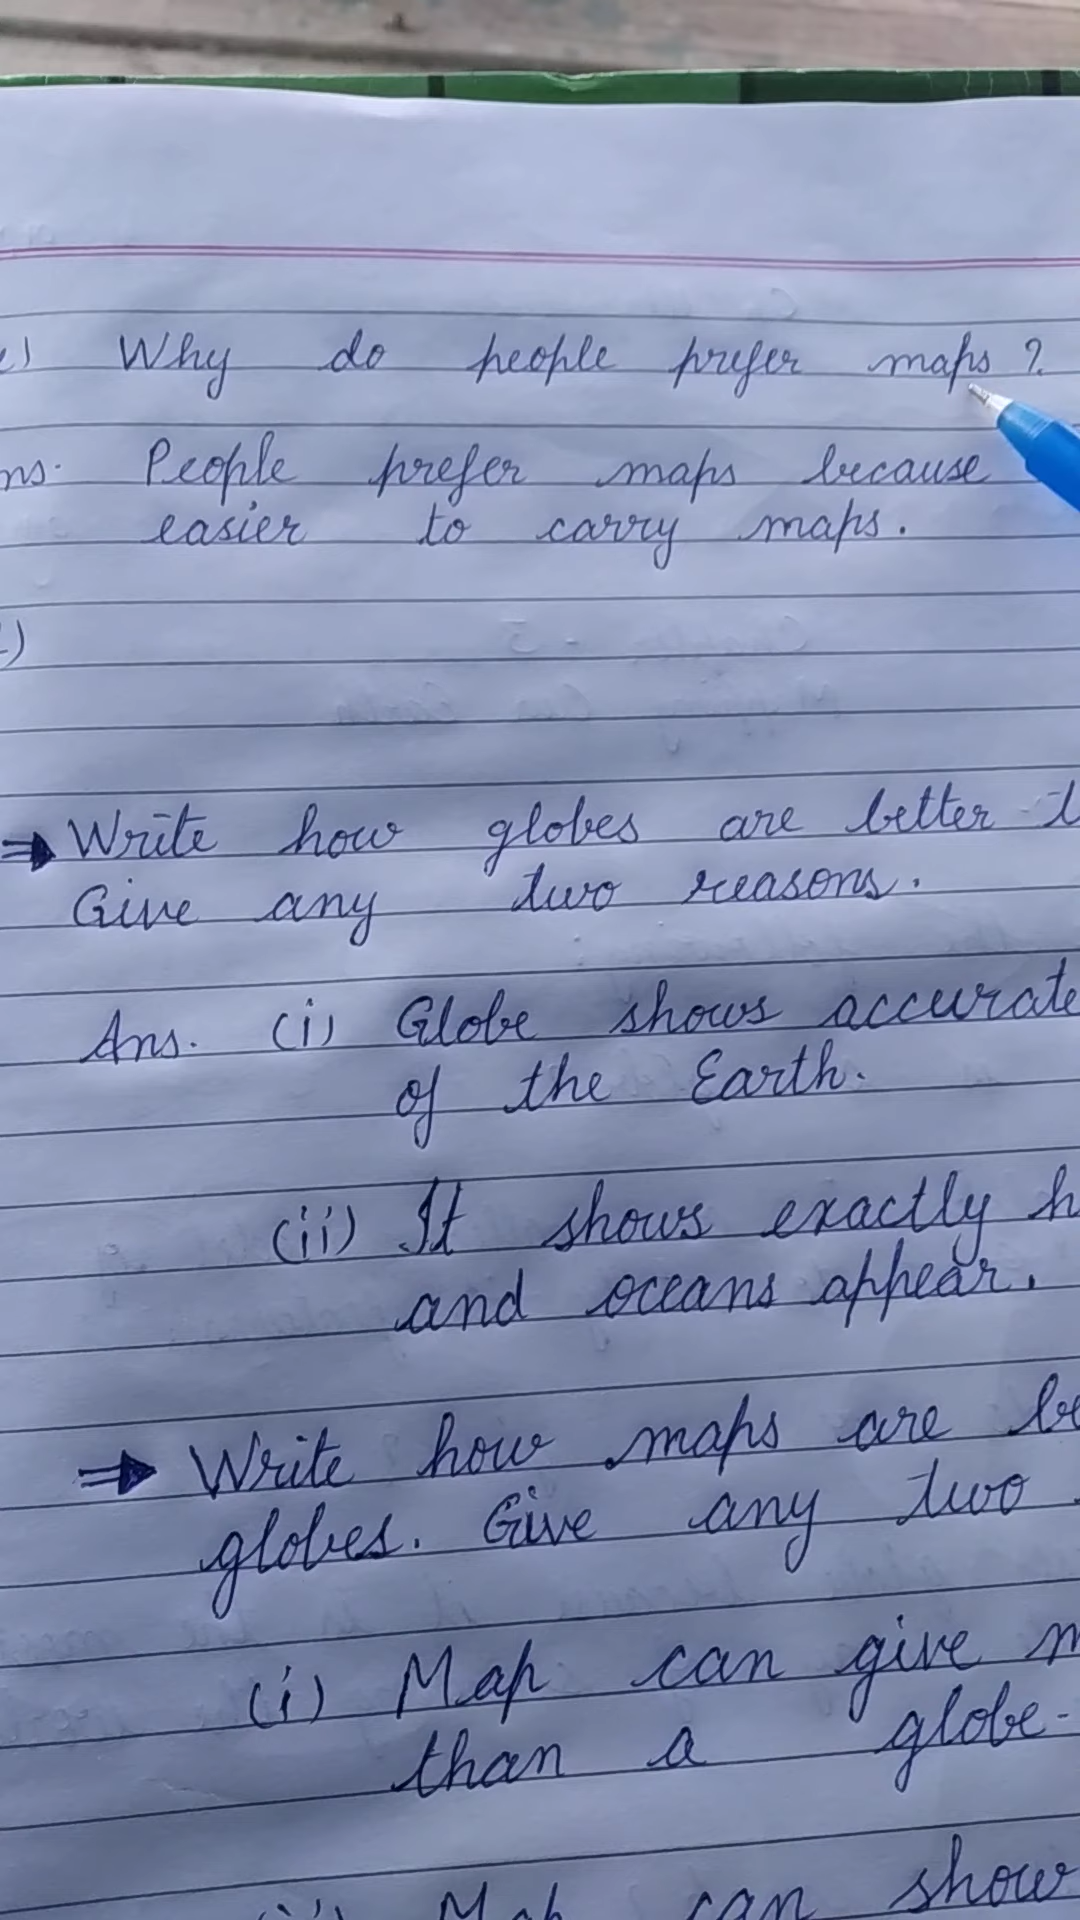 Why do people prefer maps ?
People prefer maps because
easier to carry maps.
Write how globes are better
Give any two reasons.
Ans. (i) Globe shows accurate
of the Earth.
(ii) It shows exactly
and oceans appear.
Write how maps are
globes. Give any two
(i) Map can give
than a globe.
Map can show